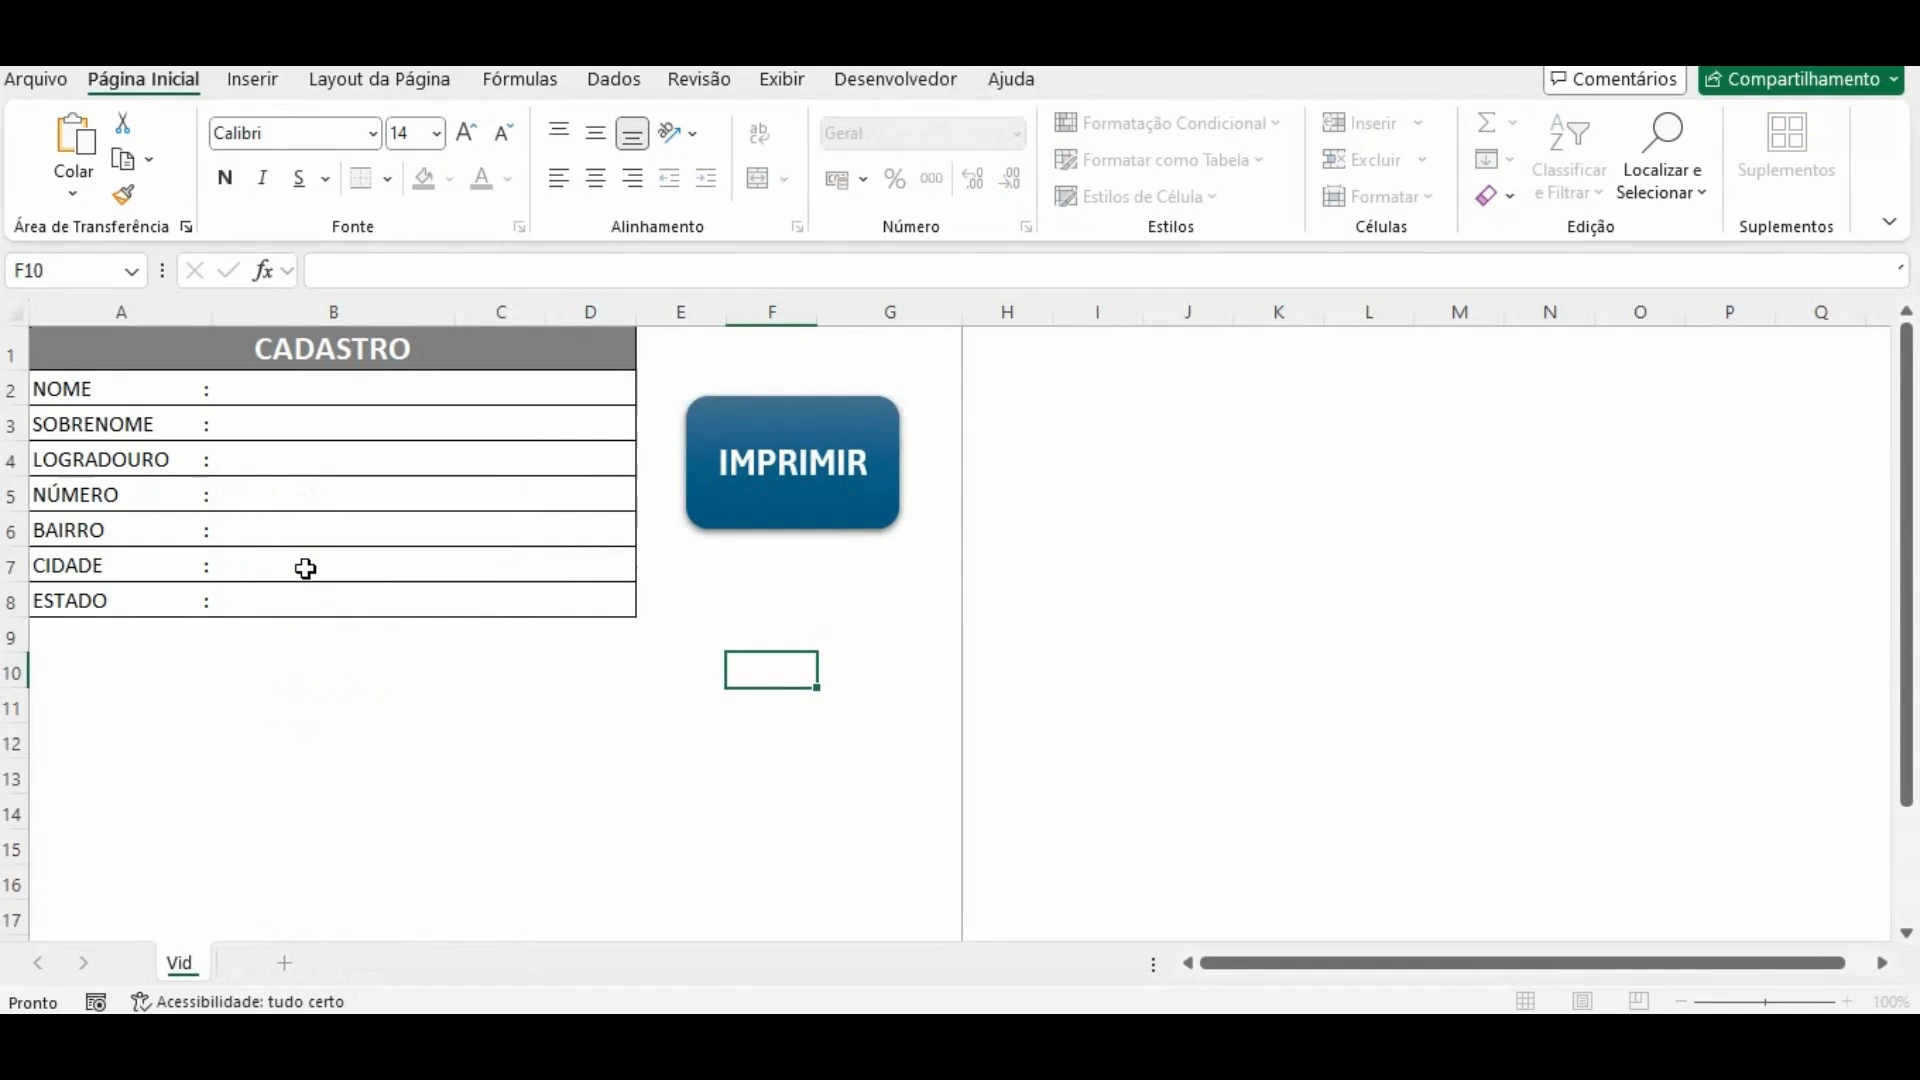 Arquivo Página Inicial Inserir Layout da Página Fórmulas Dados Revisão Exibir Desenvolvedor Ajuda Comentários Compartilhamento
Colar
Área de Transferência
Calibri 14
N I S A
Fonte
ab
Alinhamento
Geral
% 000
Número
Formatação Condicional
Formatar como Tabela
Estilos de Célula
Estilos
Inserir
Excluir
Formatar
Células
Classificar e Filtrar
Localizar e Selecionar
Edição
Suplementos
Suplementos
F10 fx
A B C D E F G H I J K L M N O P Q
1 CADASTRO
2 NOME :
3 SOBRENOME :
4 LOGRADOURO :
5 NÚMERO :
6 BAIRRO :
7 CIDADE :
8 ESTADO :
IMPRIMIR
9
10
11
12
13
14
15
16
17
Vid
Pronto Acessibilidade: tudo certo 100%